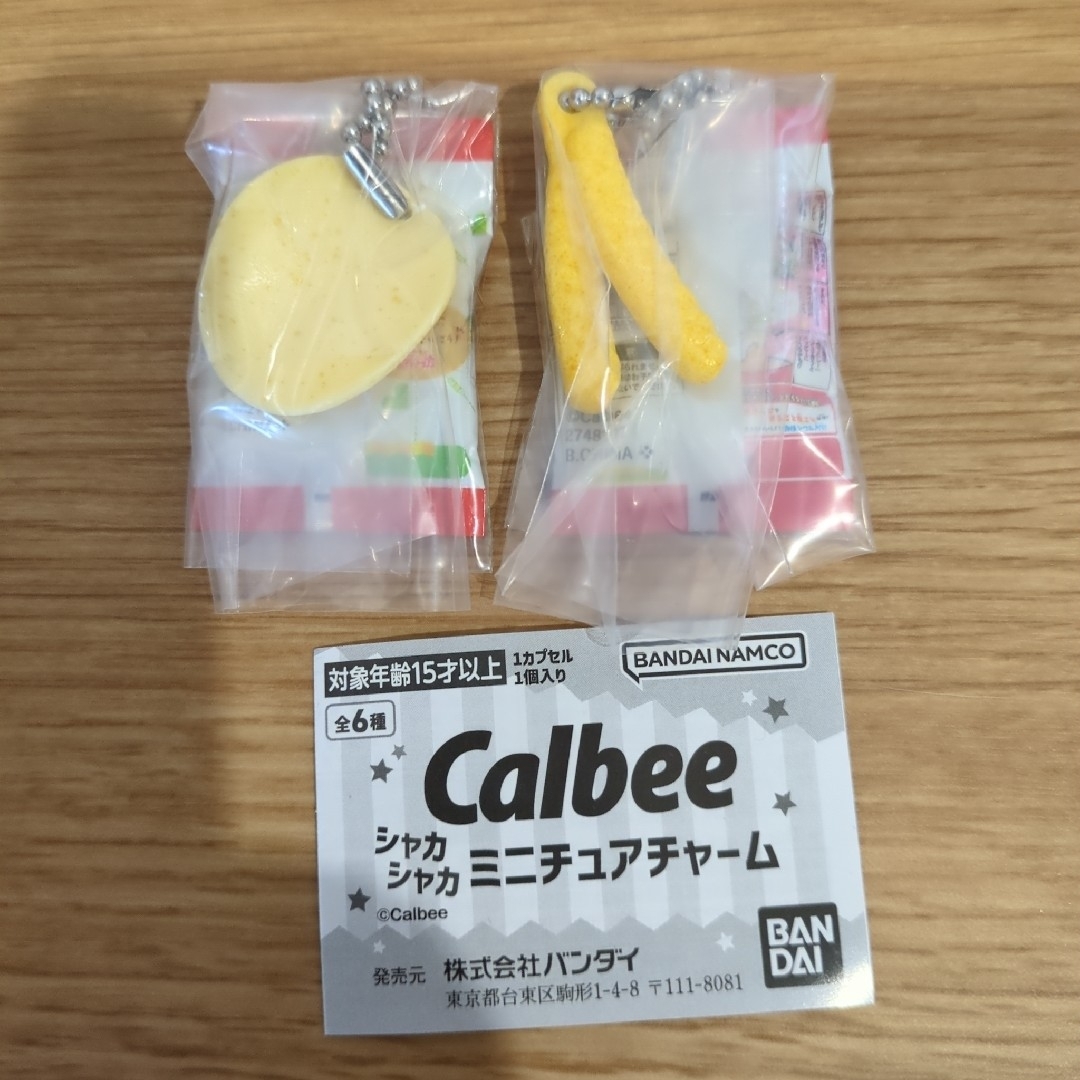 2748
対象年齢15才以上
1カプセル
1個入り
BANDAI NAMCO
全6種
Calbee
シャカ
シャカ
ミニチュアチャーム
©Calbee
発売元 株式会社バンダイ
東京都台東区駒形1-4-8 〒111-8081
BAN
DAI